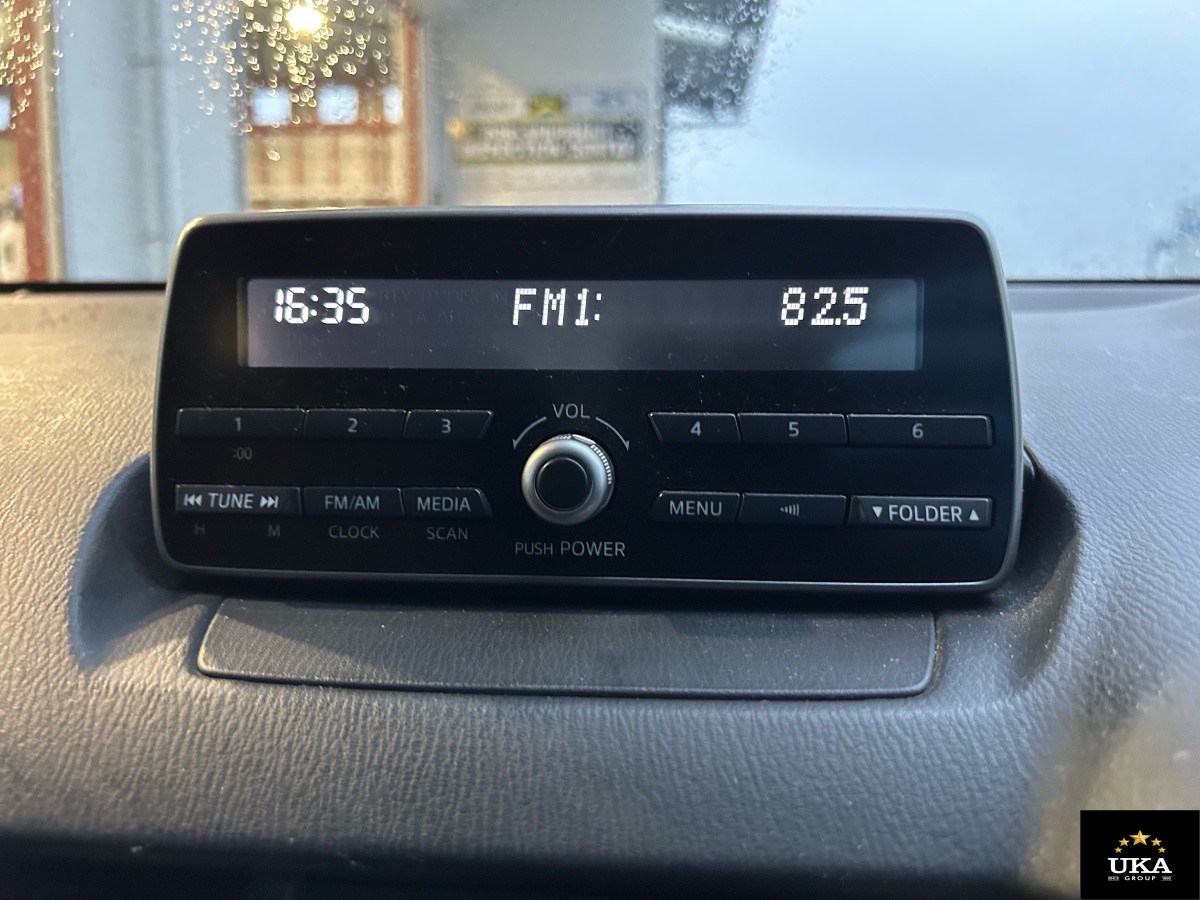 16:35 FM1: 82.5
VOL
1 2 3 4 5 6
:00
⏮ TUNE ⏭ FM/AM MEDIA MENU ▼ FOLDER ▲
H M CLOCK SCAN
PUSH POWER
UKA
GROUP